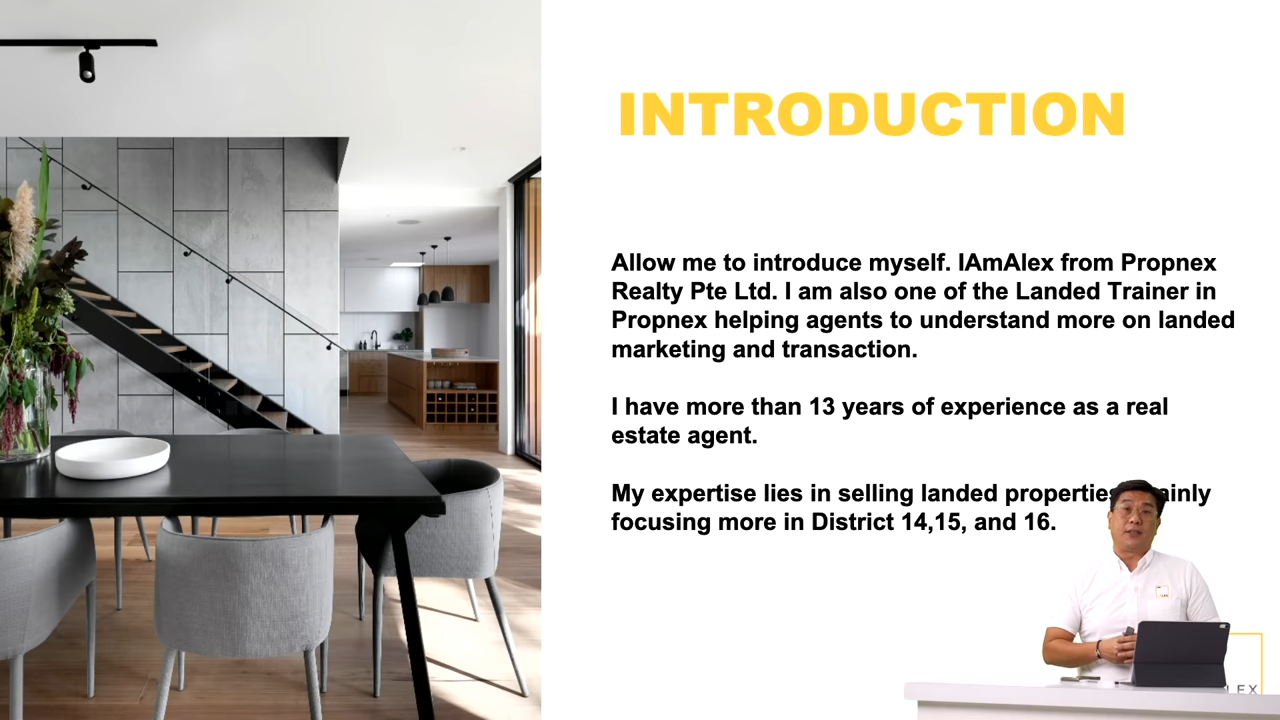 INTRODUCTION
Allow me to introduce myself. IAmAlex from Propnex
Realty Pte Ltd. I am also one of the Landed Trainer in
Propnex helping agents to understand more on landed
marketing and transaction.
I have more than 13 years of experience as a real
estate agent.
My expertise lies in selling landed properties
focusing more in District 14,15, and 16.